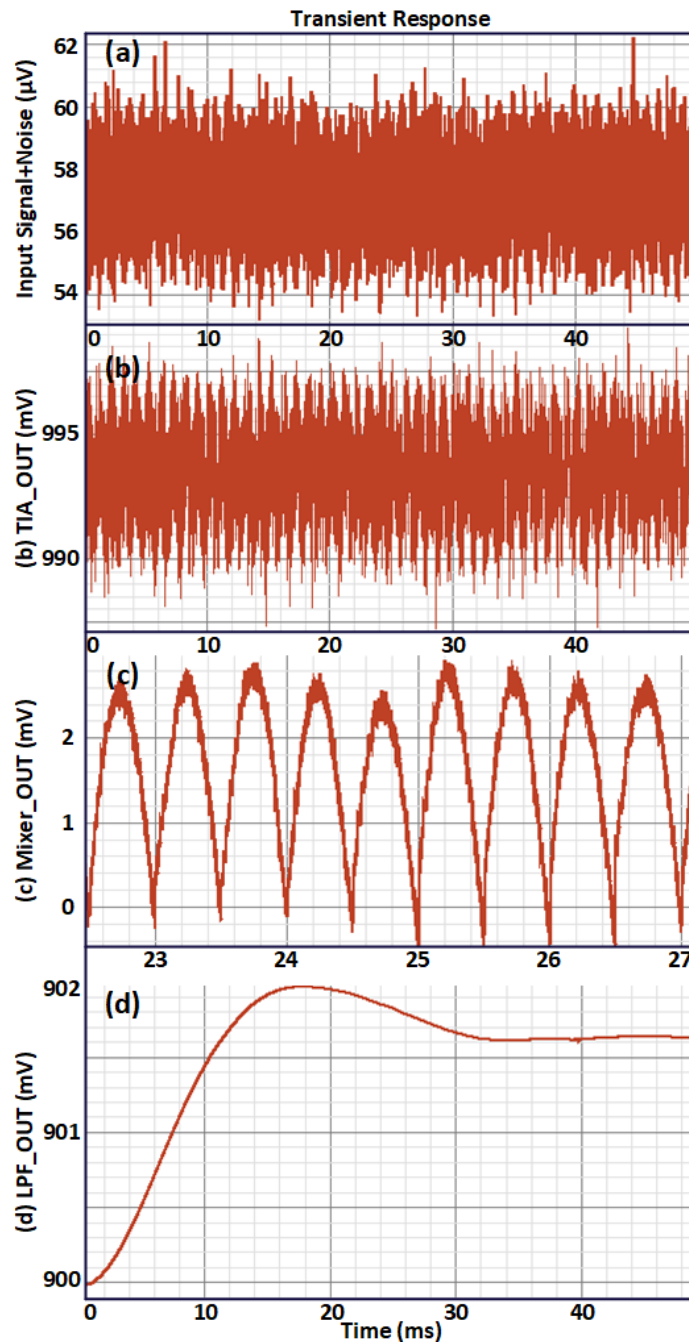 Transient Response
(a)
Input Signal+Noise (µV)
62
60
58
56
54
0 10 20 30 40
(b)
(b) TIA_OUT (mV)
995
990
0 10 20 30 40
(c)
(c) Mixer_OUT (mV)
2
1
0
23 24 25 26 27
(d)
(d) LPF_OUT (mV)
902
901
900
0 10 20 30 40
Time (ms)